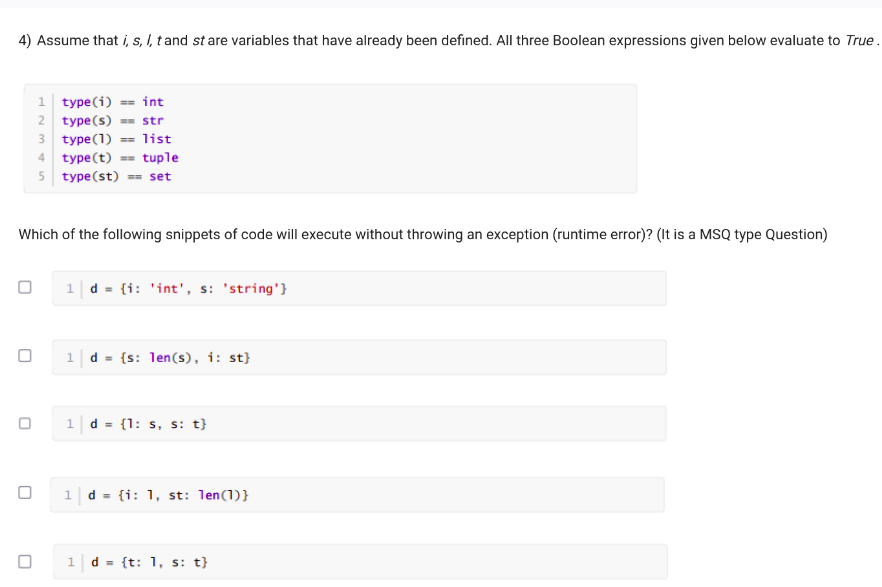 4) Assume that i, s, l, t and st are variables that have already been defined. All three Boolean expressions given below evaluate to True .
1 type(i) == int
2 type(s) == str
3 type(l) == list
4 type(t) == tuple
5 type(st) == set
Which of the following snippets of code will execute without throwing an exception (runtime error)? (It is a MSQ type Question)
1 d = {i: 'int', s: 'string'}
1 d = {s: len(s), i: st}
1 d = {l: s, s: t}
1 d = {i: l, st: len(l)}
1 d = {t: l, s: t}